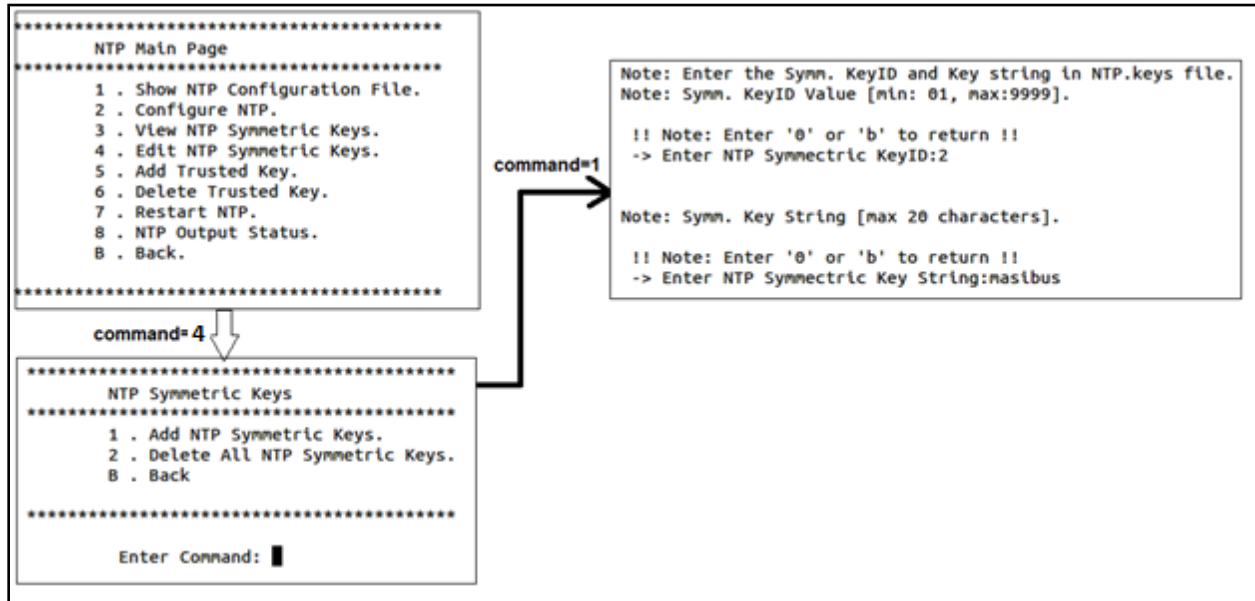 ******************************************
NTP Main Page
******************************************
1 . Show NTP Configuration File.
2 . Configure NTP.
3 . View NTP Symmetric Keys.
4 . Edit NTP Symmetric Keys.
5 . Add Trusted Key.
6 . Delete Trusted Key.
7 . Restart NTP.
8 . NTP Output Status.
B . Back.
******************************************
command=4
******************************************
NTP Symmetric Keys
******************************************
1 . Add NTP Symmetric Keys.
2 . Delete All NTP Symmetric Keys.
B . Back
******************************************
Enter Command:
command=1
Note: Enter the Symm. KeyID and Key string in NTP.keys file.
Note: Symm. KeyID Value [min: 01, max:9999].
!! Note: Enter '0' or 'b' to return !!
-> Enter NTP Symmectric KeyID:2
Note: Symm. Key String [max 20 characters].
!! Note: Enter '0' or 'b' to return !!
-> Enter NTP Symmectric Key String:masibus